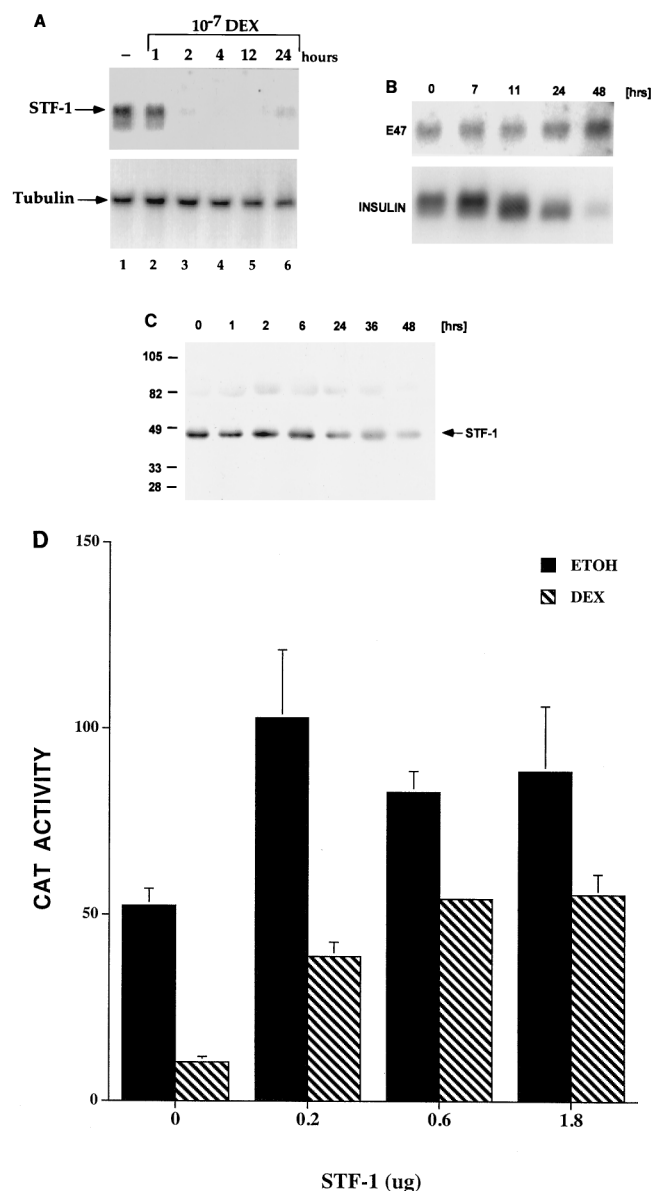 A
10⁻⁷ DEX
– 1 2 4 12 24 hours
STF-1
Tubulin
1 2 3 4 5 6
B
0 7 11 24 48 [hrs]
E47
INSULIN
C
0 1 2 6 24 36 48 [hrs]
105
82
49
STF-1
33
28
D
150
ETOH
DEX
100
CAT ACTIVITY
50
0
0 0.2 0.6 1.8
STF-1 (ug)